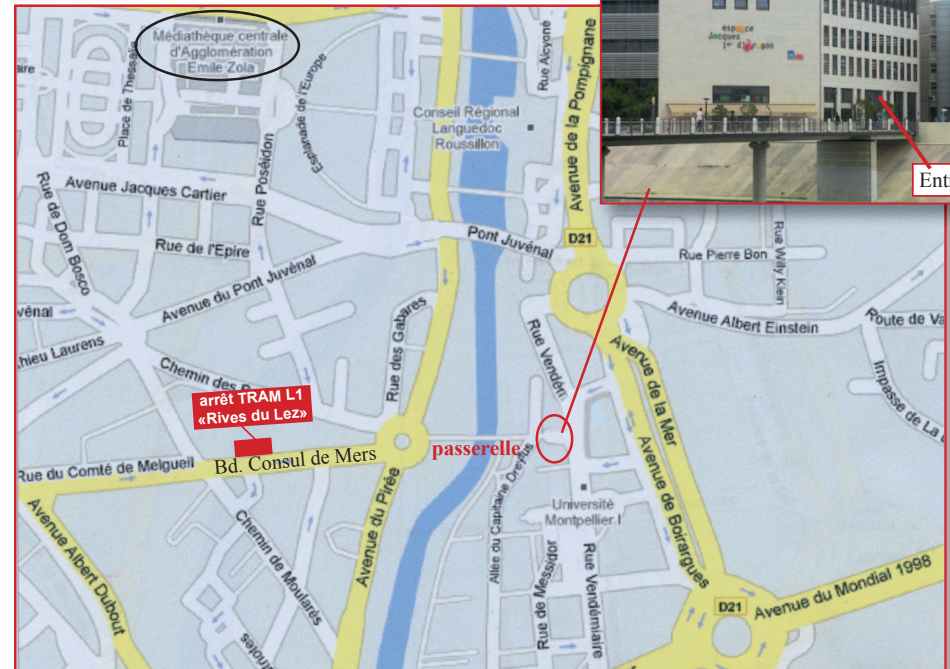 Médiathèque centrale
d'Agglomération
Emile Zola
Place de Thessalie
Esplanade de l'Europe
Rue Alcyoné
Avenue de la Pompignane
espace
Jacques
1er d'Aragon
Conseil Régional
Languedoc
Roussillon
Avenue Jacques Cartier
Rue Poséidon
Rue de Dom Bosco
Rue de l'Epire
Pont Juvénal
D21
Rue Pierre Bon
Rue Willy Klein
Avenue du Pont Juvénal
vénal
hieu Laurens
Rue des Gabares
Rue Vendém
Avenue Albert Einstein
Route de Va
Impasse de La
Chemin des
arrêt TRAM L1
«Rives du Lez»
Avenue de la Mer
passerelle
Rue du Comté de Melgueil
Bd. Consul de Mers
Avenue du Pirée
Allée du Capitaine Dreyfus
Avenue de Boirargues
Université
Montpellier I
Avenue Albert Dubout
Chemin de Moularès
Rue de Messidor
Rue Vendémiaire
D21
Avenue du Mondial 1998
Ent